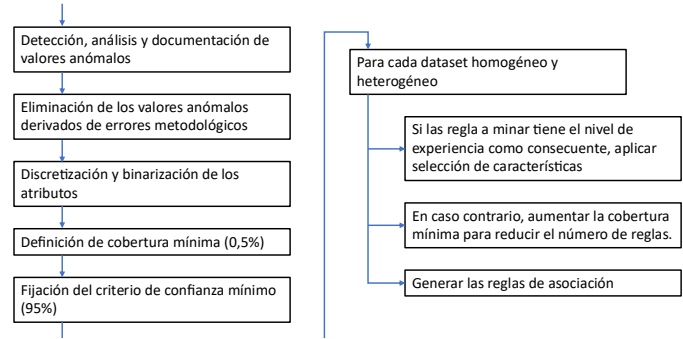 Detección, análisis y documentación de
valores anómalos
Eliminación de los valores anómalos
derivados de errores metodológicos
Discretización y binarización de los
atributos
Definición de cobertura mínima (0,5%)
Fijación del criterio de confianza mínimo
(95%)
Para cada dataset homogéneo y
heterogéneo
Si las regla a minar tiene el nivel de
experiencia como consecuente, aplicar
selección de características
En caso contrario, aumentar la cobertura
mínima para reducir el número de reglas.
Generar las reglas de asociación